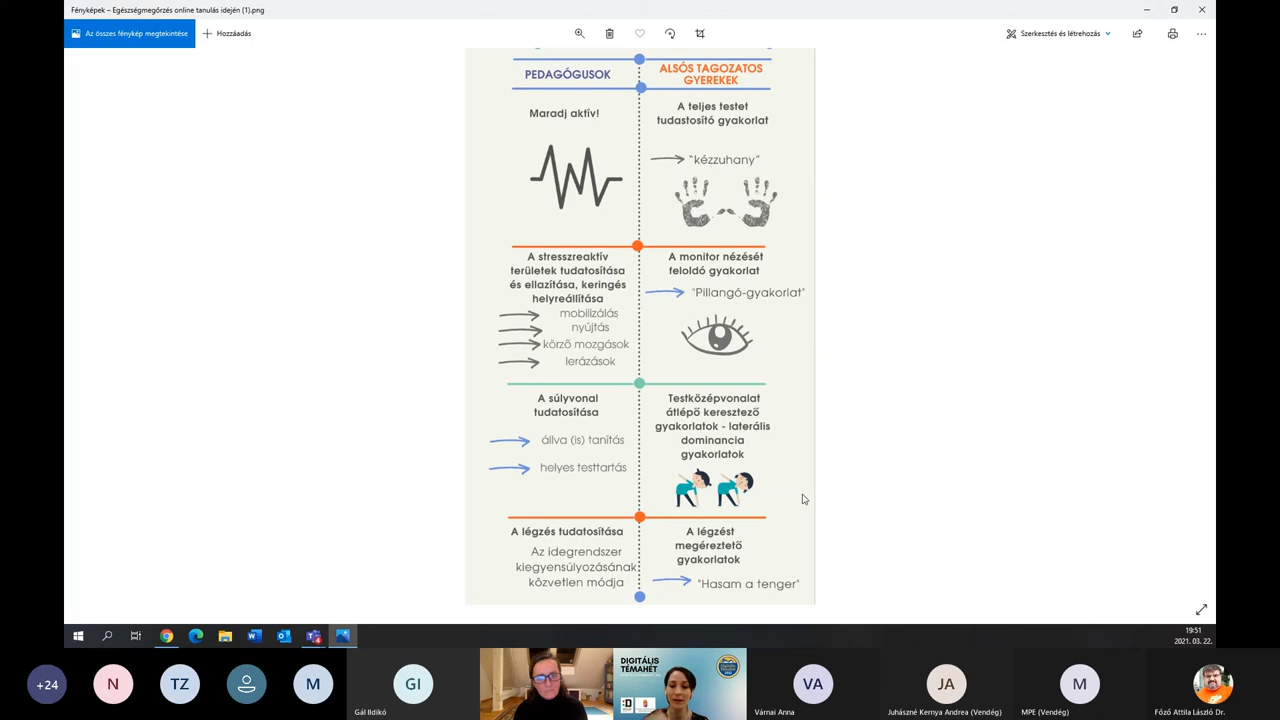 Fényképek – Egészségmegőrzés online tanulás idején (1).png
Az összes fénykép megtekintése
Hozzáadás
Szerkesztés és létrehozás
PEDAGÓGUSOK
ALSÓS TAGOZATOS
GYEREKEK
Maradj aktív!
A teljes testet
tudastosító gyakorlat
“kézzuhany”
A stresszreaktív
területek tudatosítása
és ellazítása, keringés
helyreállítása
mobilizálás
nyújtás
körző mozgások
lerázások
A monitor nézését
feloldó gyakorlat
"Pillangó-gyakorlat"
A súlyvonal
tudatosítása
állva (is) tanítás
helyes testtartás
Testközépvonalat
átlépő keresztező
gyakorlatok - laterális
dominancia
gyakorlatok
A légzés tudatosítása
Az idegrendszer
kiegyensúlyozásának
közvetlen módja
A légzést
megéreztető
gyakorlatok
"Hasam a tenger"
19:51
2021. 03. 22.
+24
N
TZ
M
GI
Gál Ildikó
DIGITÁLIS
TÉMAHÉT
:D
VA
Várnai Anna
JA
Juhászné Kernya Andrea (Vendég)
M
MPE (Vendég)
Főző Attila László Dr.